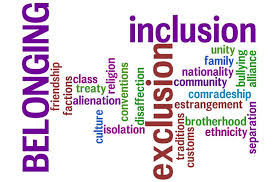 BELONGING
friendship
factions
class
treaty
alienation
religion
culture
isolation
conventions
disaffection
inclusion
exclusion
unity
family
nationality
community
bullying
alliance
comradeship
estrangement
traditions
customs
brotherhood
ethnicity
separation